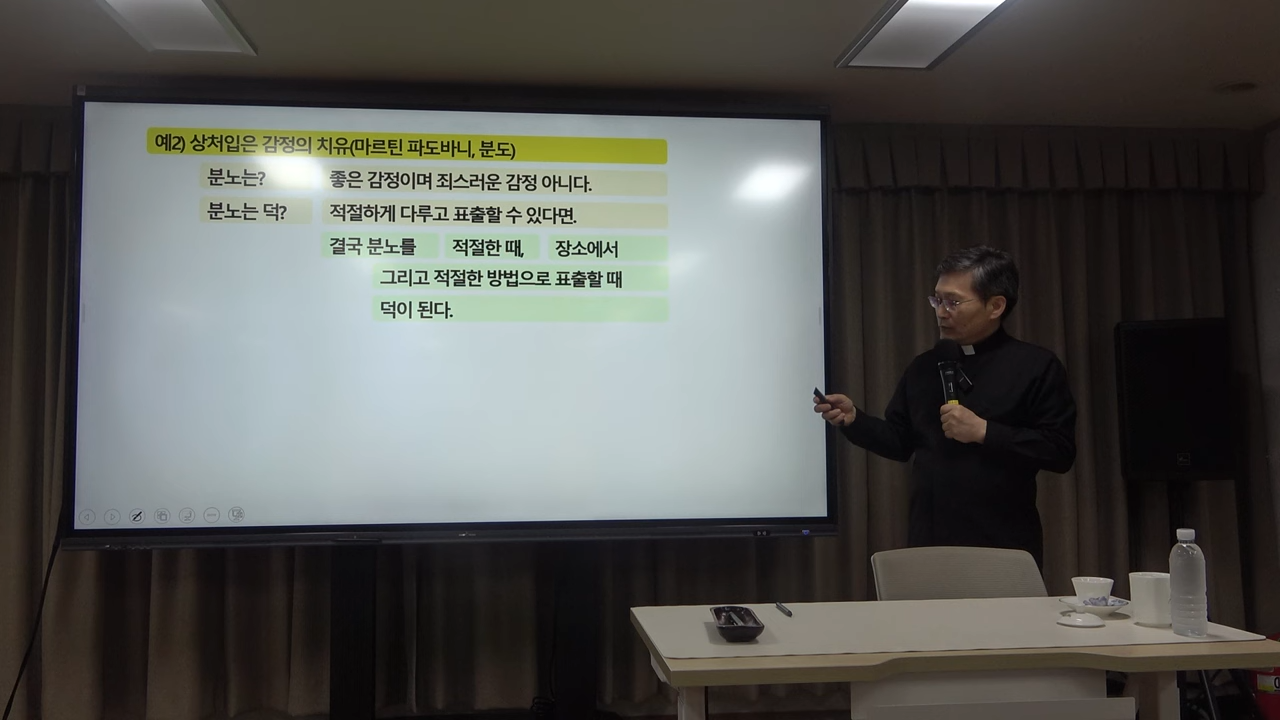 예2) 상처입은 감정의 치유(마르틴 파도바니, 분도)
분노는? 좋은 감정이며 죄스러운 감정 아니다.
분노는 덕? 적절하게 다루고 표출할 수 있다면.
결국 분노를 적절한 때, 장소에서
그리고 적절한 방법으로 표출할 때
덕이 된다.